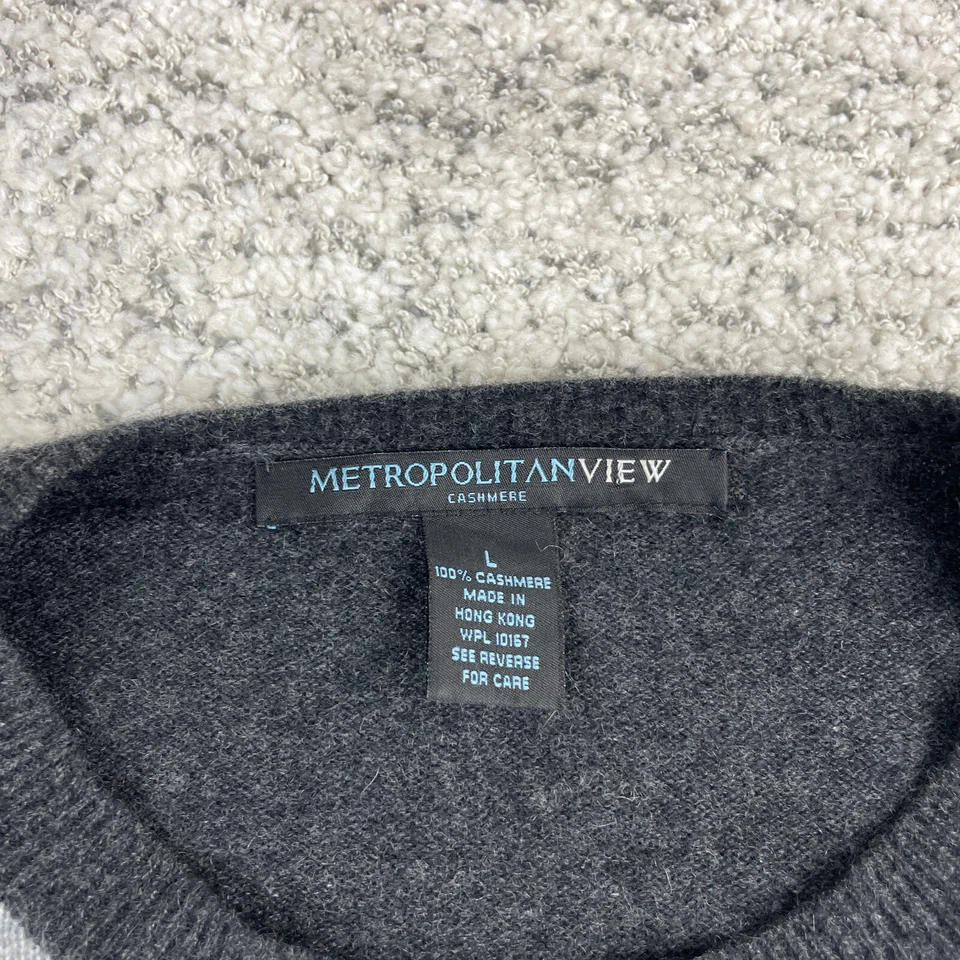 METROPOLITANVIEW
CASHMERE
L
100% CASHMERE
MADE IN
HONG KONG
WPL 10167
SEE REVERSE
FOR CARE